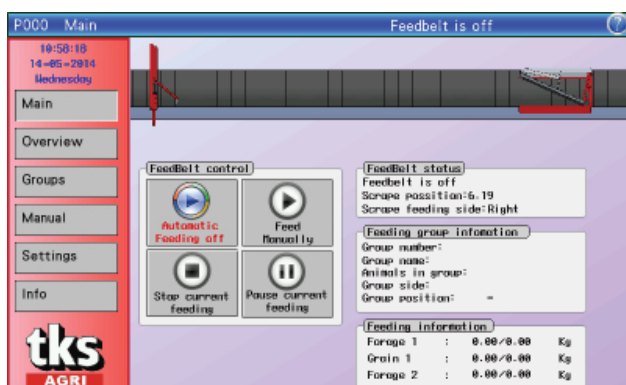 P000 Main
Feedbelt is off
?
10:58:18
14-05-2014
Wednesday
Main
Overview
Groups
Manual
Settings
Info
tks
AGRI
FeedBelt control
Automatic
Feeding off
Feed
Manually
Stop current
feeding
Pause current
feeding
FeedBelt status
Feedbelt is off
Scrape possition:6.19
Scrape feeding side:Right
Feeding group infomation
Group number:
Group name:
Animals in group:
Group side:
Group position: -
Feeding information
Forage 1 : 0.00/0.00 Kg
Grain 1 : 0.00/0.00 Kg
Forage 2 : 0.00/0.00 Kg